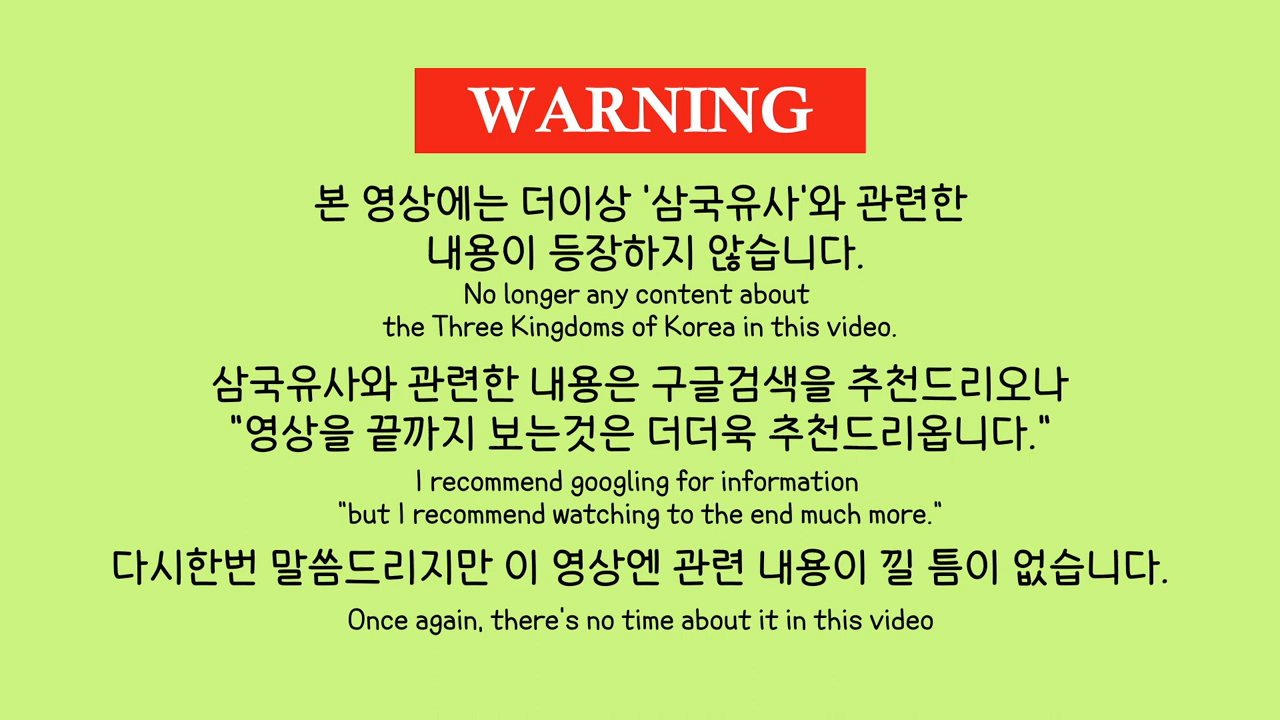 WARNING
본 영상에는 더이상 '삼국유사'와 관련한
내용이 등장하지 않습니다.
No longer any content about
the Three Kingdoms of Korea in this video.
삼국유사와 관련한 내용은 구글검색을 추천드리오나
"영상을 끝까지 보는것은 더더욱 추천드리옵니다."
I recommend googling for information
"but I recommend watching to the end much more."
다시한번 말씀드리지만 이 영상엔 관련 내용이 낄 틈이 없습니다.
Once again, there's no time about it in this video